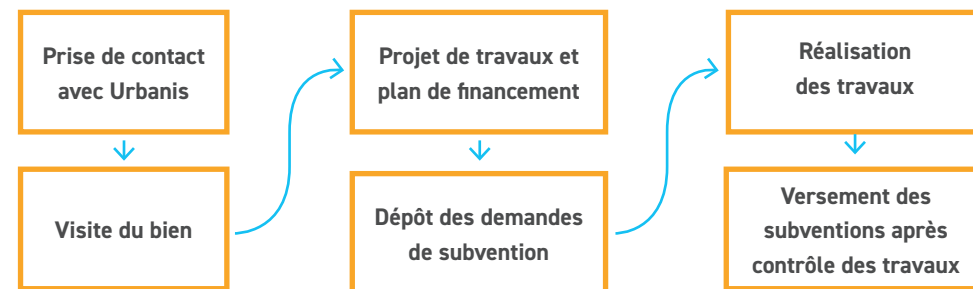 Prise de contact
avec Urbanis
Visite du bien
Projet de travaux et
plan de financement
Dépôt des demandes
de subvention
Réalisation
des travaux
Versement des
subventions après
contrôle des travaux